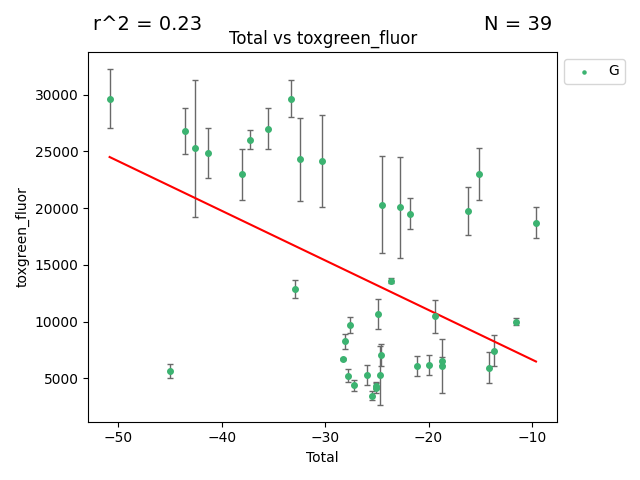 r^2 = 0.23
N = 39
Total vs toxgreen_fluor
G
30000
25000
20000
15000
10000
5000
toxgreen_fluor
−50
−40
−30
−20
−10
Total